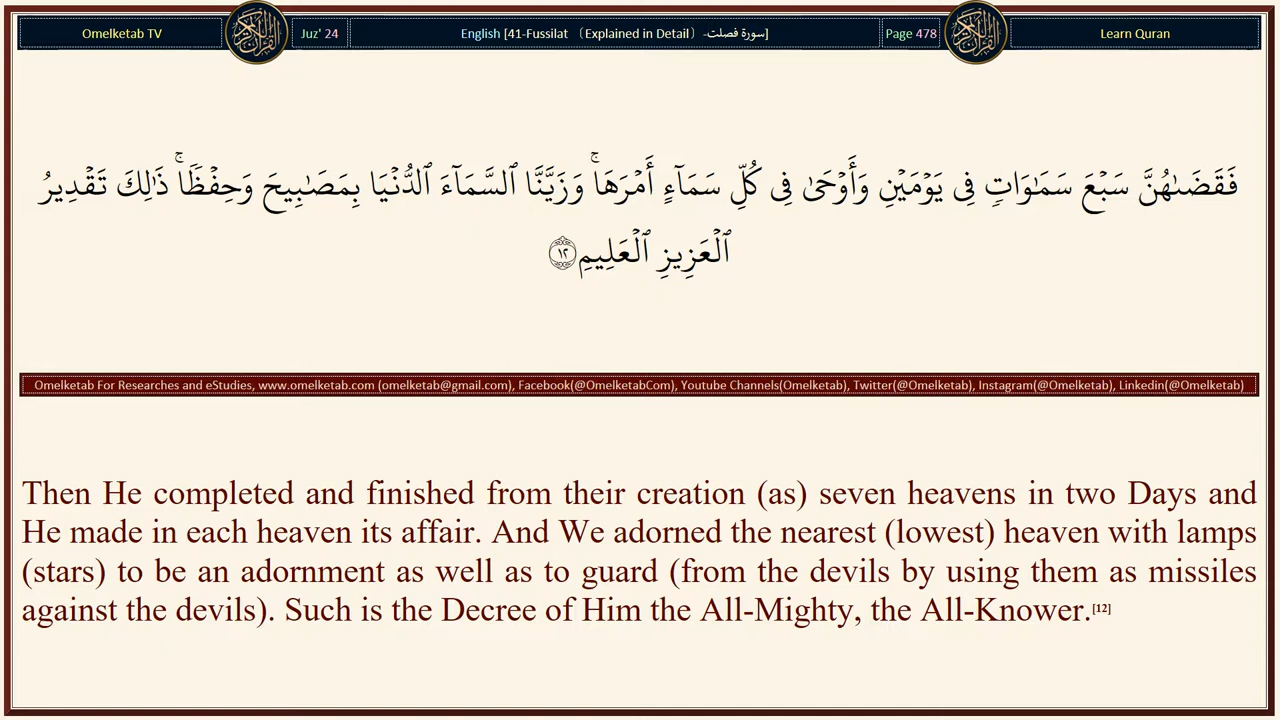 Omelketab TV
Juz' 24
English [41-Fussilat （Explained in Detail）-سورة فصلت]
Page 478
Learn Quran
فَقَضَىٰهُنَّ سَبۡعَ سَمَٰوَاتٖ فِي يَوۡمَيۡنِ وَأَوۡحَىٰ فِي كُلِّ سَمَآءٍ أَمۡرَهَاۚ وَزَيَّنَّا ٱلسَّمَآءَ ٱلدُّنۡيَا بِمَصَٰبِيحَ وَحِفۡظٗاۚ ذَٰلِكَ تَقۡدِيرُ
ٱلۡعَزِيزِ ٱلۡعَلِيمِ ١٢
Omelketab For Researches and eStudies, www.omelketab.com (omelketab@gmail.com), Facebook(@OmelketabCom), Youtube Channels(Omelketab), Twitter(@Omelketab), Instagram(@Omelketab), Linkedin(@Omelketab)
Then He completed and finished from their creation (as) seven heavens in two Days and
He made in each heaven its affair. And We adorned the nearest (lowest) heaven with lamps
(stars) to be an adornment as well as to guard (from the devils by using them as missiles
against the devils). Such is the Decree of Him the All-Mighty, the All-Knower.[12]